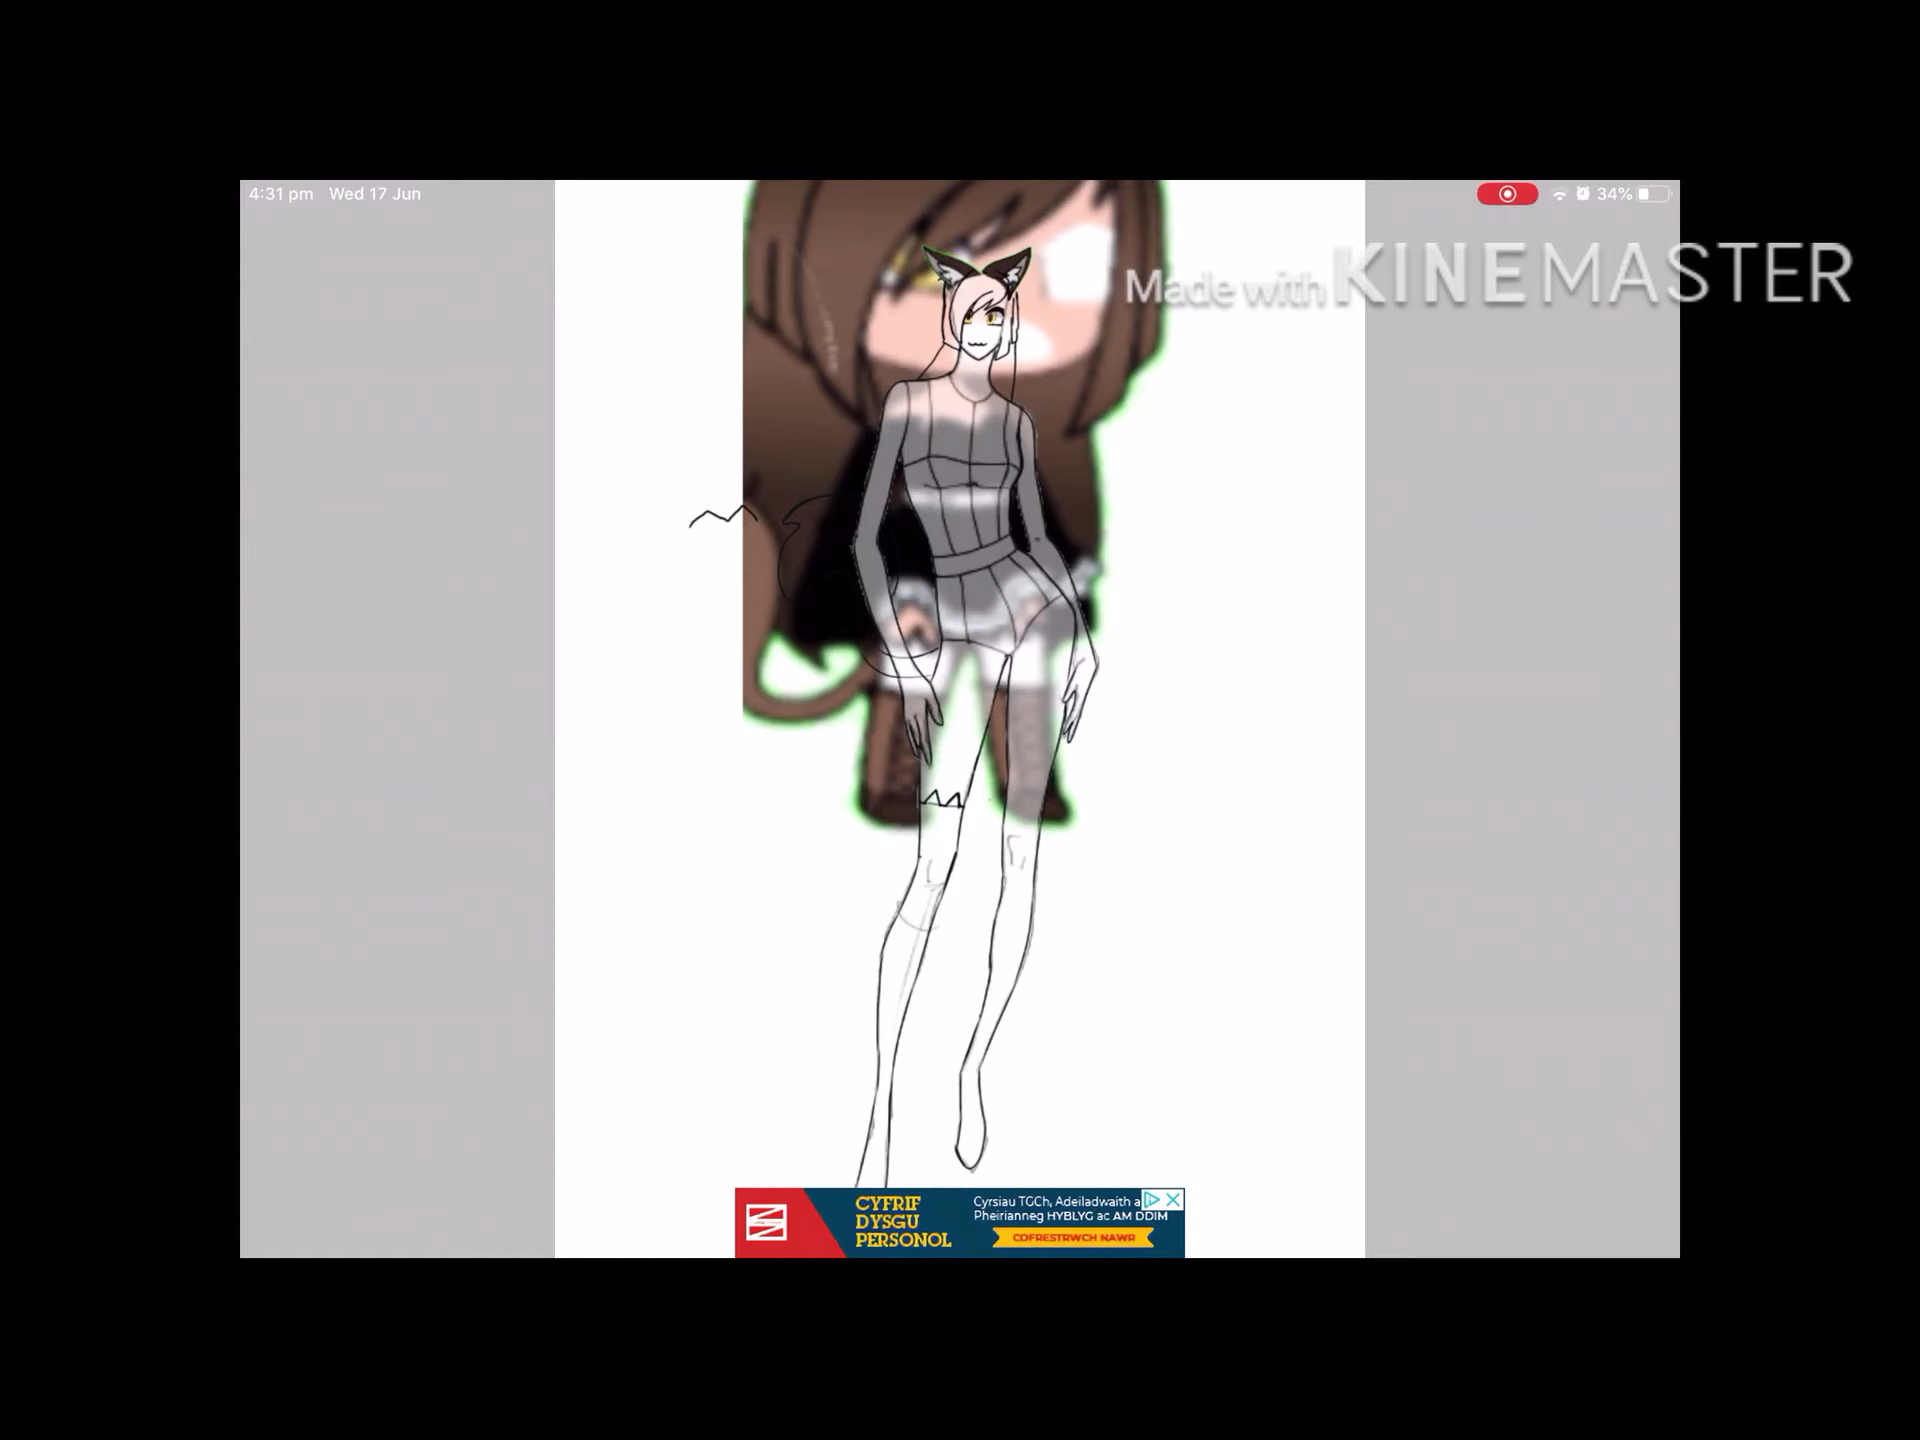 4:31 pm Wed 17 Jun
34%
Made with KINEMASTER
CYFRIF
DYSGU
PERSONOL
Cyrsiau TGCh, Adeiladwaith a
Pheirianneg HYBLYG ac AM DDIM
COFRESTRWCH NAWR